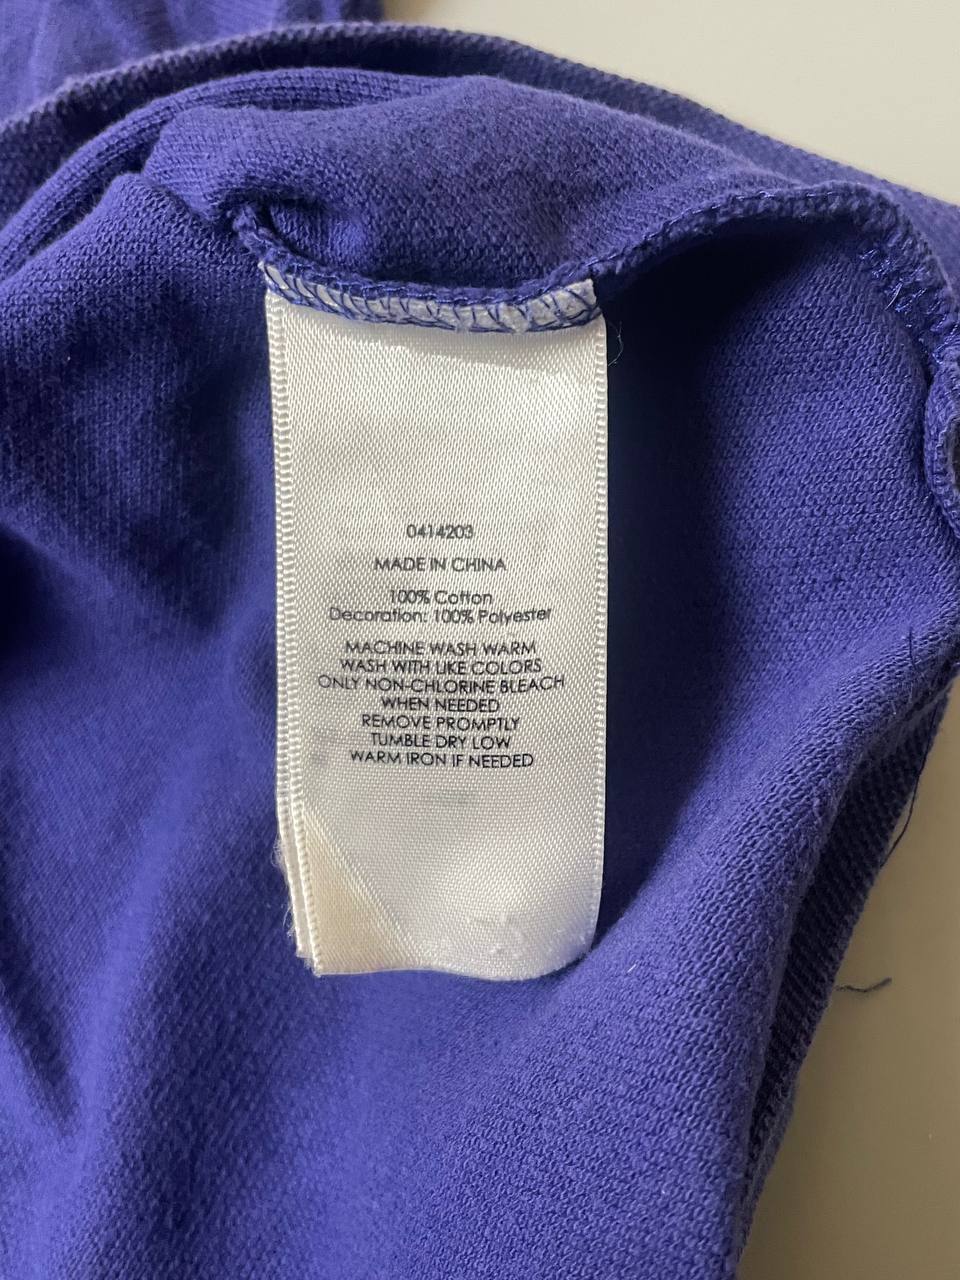 0414203
MADE IN CHINA
100% Cotton
Decoration: 100% Polyester
MACHINE WASH WARM
WASH WITH LIKE COLORS
ONLY NON-CHLORINE BLEACH
WHEN NEEDED
REMOVE PROMPTLY
TUMBLE DRY LOW
WARM IRON IF NEEDED